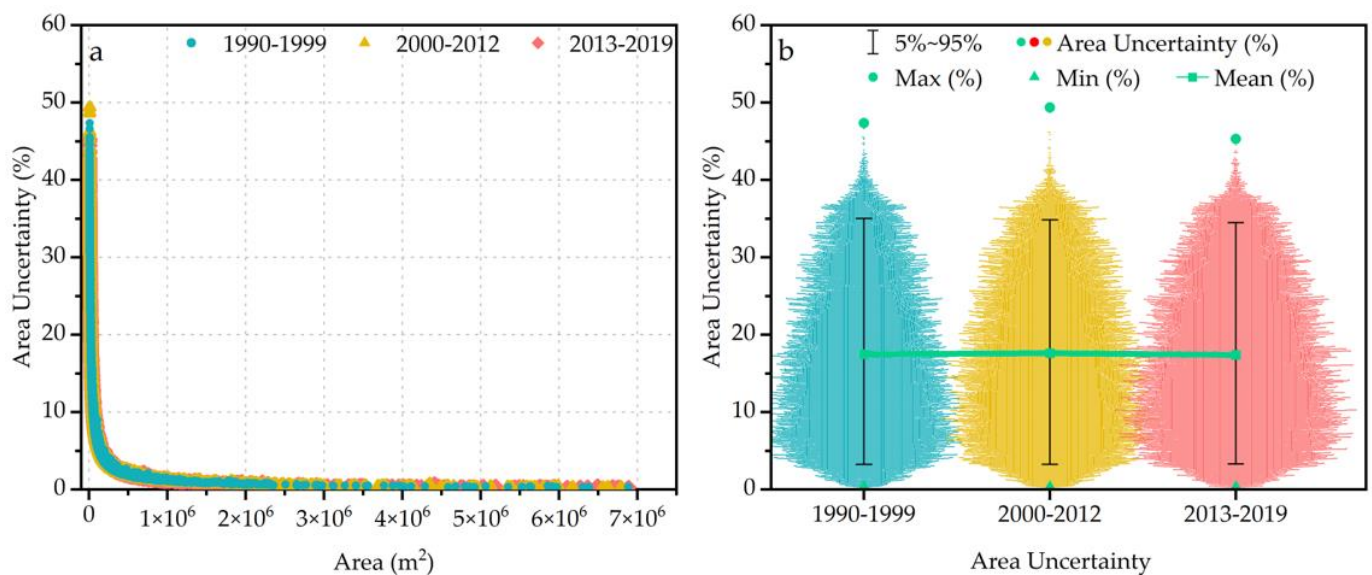 a
1990-1999
2000-2012
2013-2019
60
50
40
30
20
10
0
Area Uncertainty (%)
0
1×10⁶
2×10⁶
3×10⁶
4×10⁶
5×10⁶
6×10⁶
7×10⁶
Area (m²)
b
5%~95%
Area Uncertainty (%)
Max (%)
Min (%)
Mean (%)
60
50
40
30
20
10
0
Area Uncertainty (%)
1990-1999
2000-2012
2013-2019
Area Uncertainty